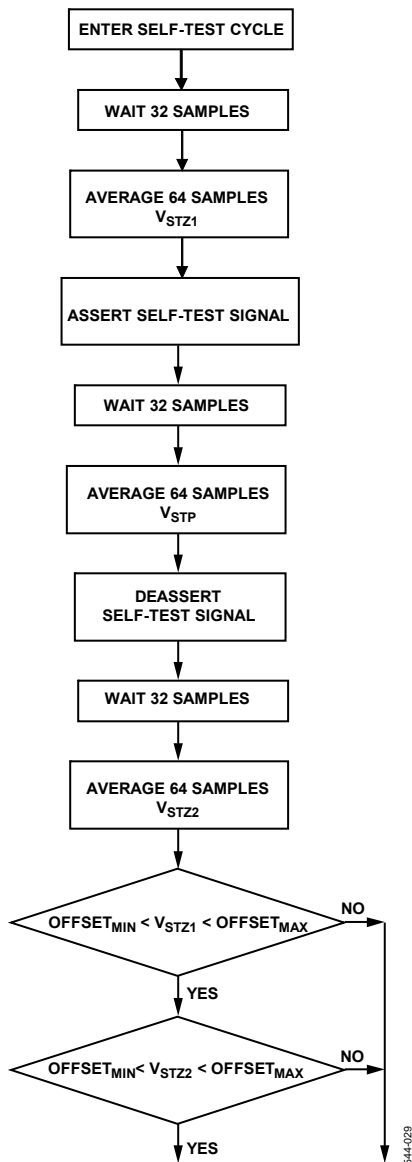 ENTER SELF-TEST CYCLE
WAIT 32 SAMPLES
AVERAGE 64 SAMPLES
VSTZ1
ASSERT SELF-TEST SIGNAL
WAIT 32 SAMPLES
AVERAGE 64 SAMPLES
VSTP
DEASSERT
SELF-TEST SIGNAL
WAIT 32 SAMPLES
AVERAGE 64 SAMPLES
VSTZ2
OFFSETMIN < VSTZ1 < OFFSETMAX
NO
YES
OFFSETMIN< VSTZ2 < OFFSETMAX
NO
YES
544-029